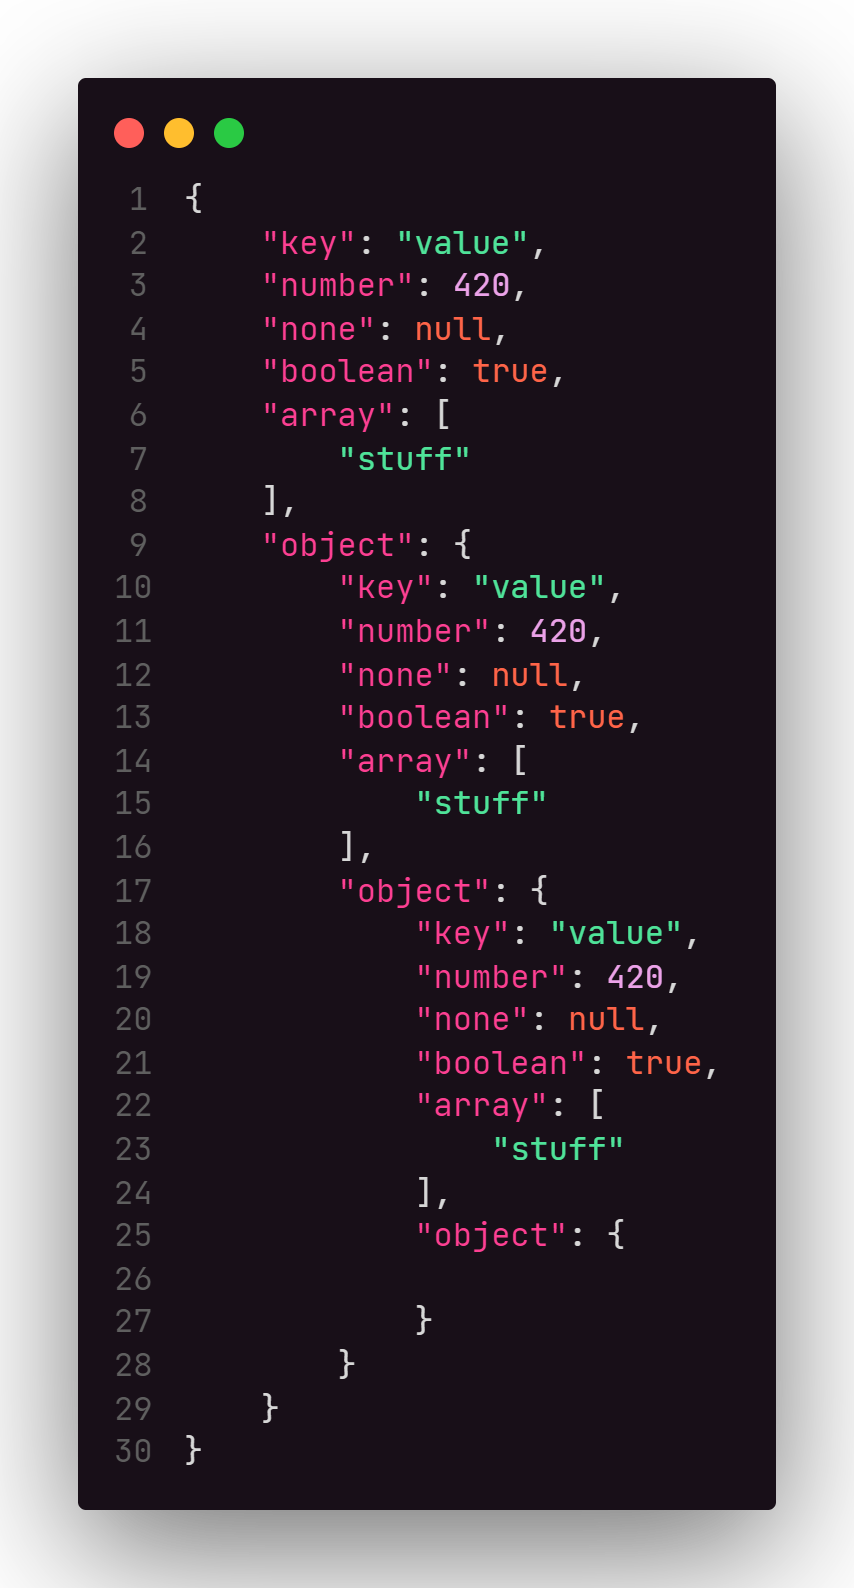 1 {
2     "key": "value",
3     "number": 420,
4     "none": null,
5     "boolean": true,
6     "array": [
7         "stuff"
8     ],
9     "object": {
10         "key": "value",
11         "number": 420,
12         "none": null,
13         "boolean": true,
14         "array": [
15             "stuff"
16         ],
17         "object": {
18             "key": "value",
19             "number": 420,
20             "none": null,
21             "boolean": true,
22             "array": [
23                 "stuff"
24             ],
25             "object": {
26
27             }
28         }
29     }
30 }